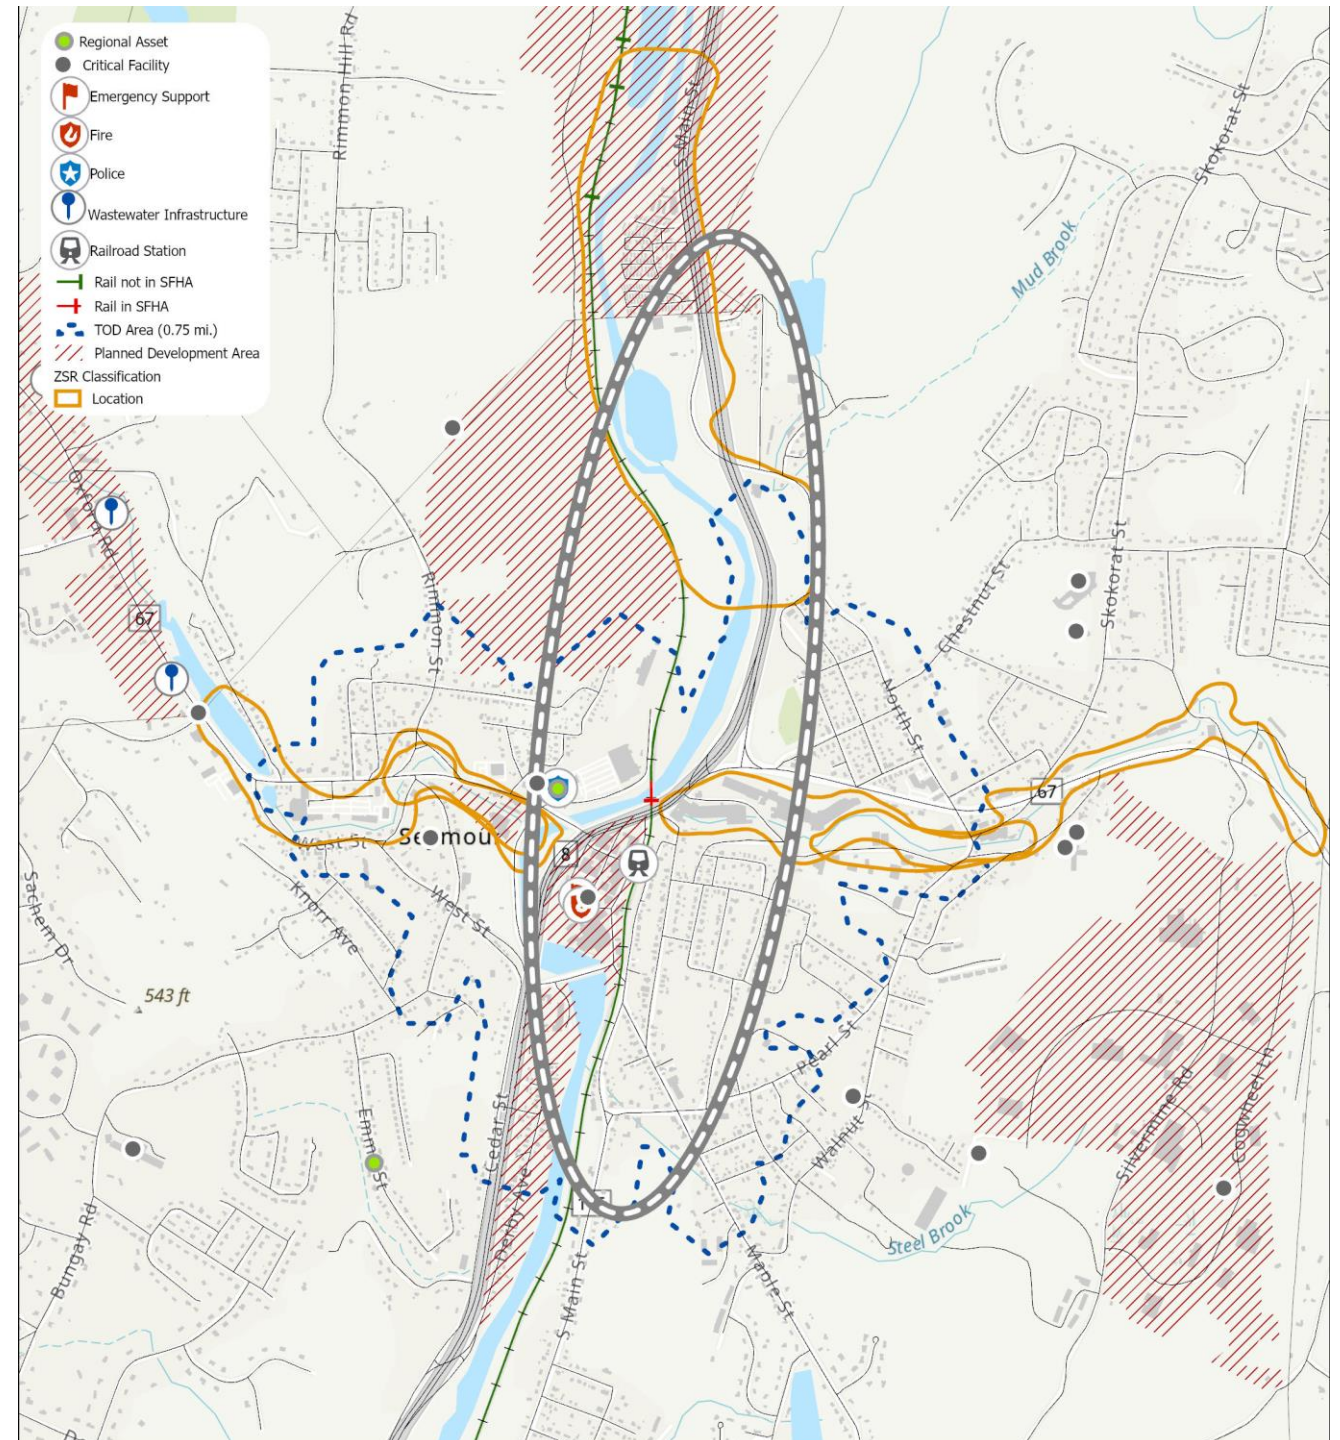 Regional Asset
Critical Facility
Emergency Support
Fire
Police
Wastewater Infrastructure
Railroad Station
Rail not in SFHA
Rail in SFHA
TOD Area (0.75 mi.)
Planned Development Area
ZSR Classification
Location
Rimmon Hill Rd
S Main St
Skokorat St
Mud Brook
Oxford Rd
67
Rimmon St
Chestnut St
Skokorat St
North St
67
West St
8
Sachem Dr
Knorr Ave
West St
543 ft
Pearl St
Walnut St
Silvermine Rd
Cogwheel Ln
Emma St
Cedar St
Derby Ave
Bungay Rd
S Main St
Maple St
Steel Brook